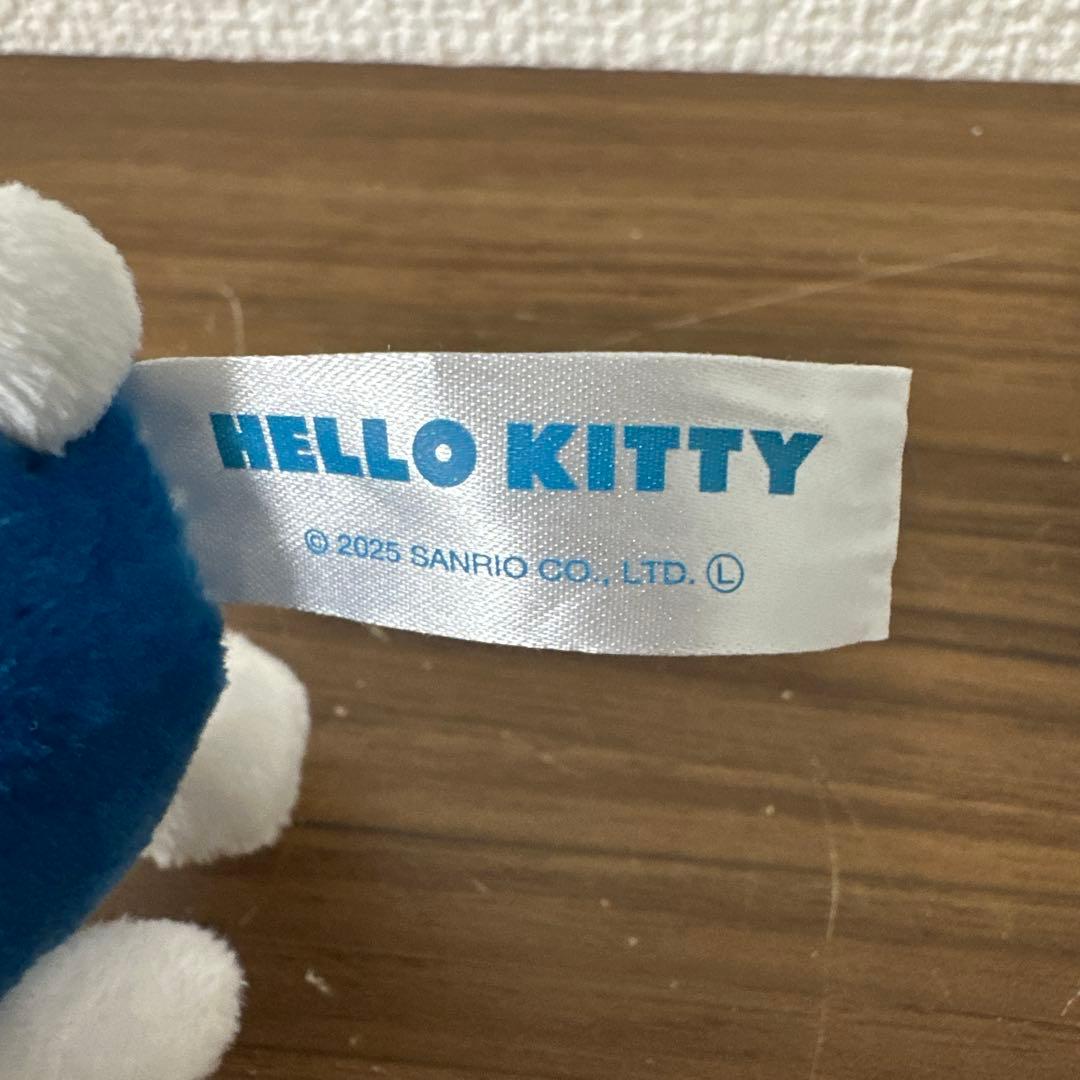 HELLO KITTY
© 2025 SANRIO CO., LTD. Ⓛ